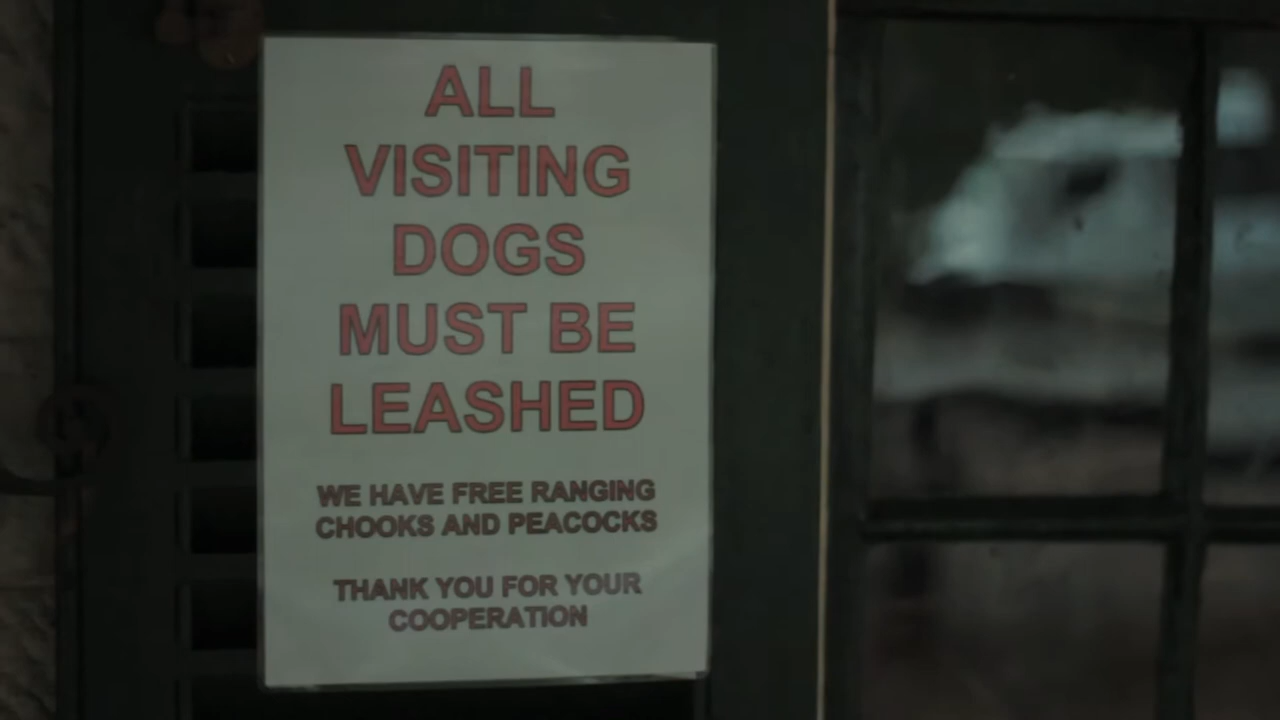 ALL
VISITING
DOGS
MUST BE
LEASHED
WE HAVE FREE RANGING
CHOOKS AND PEACOCKS
THANK YOU FOR YOUR
COOPERATION